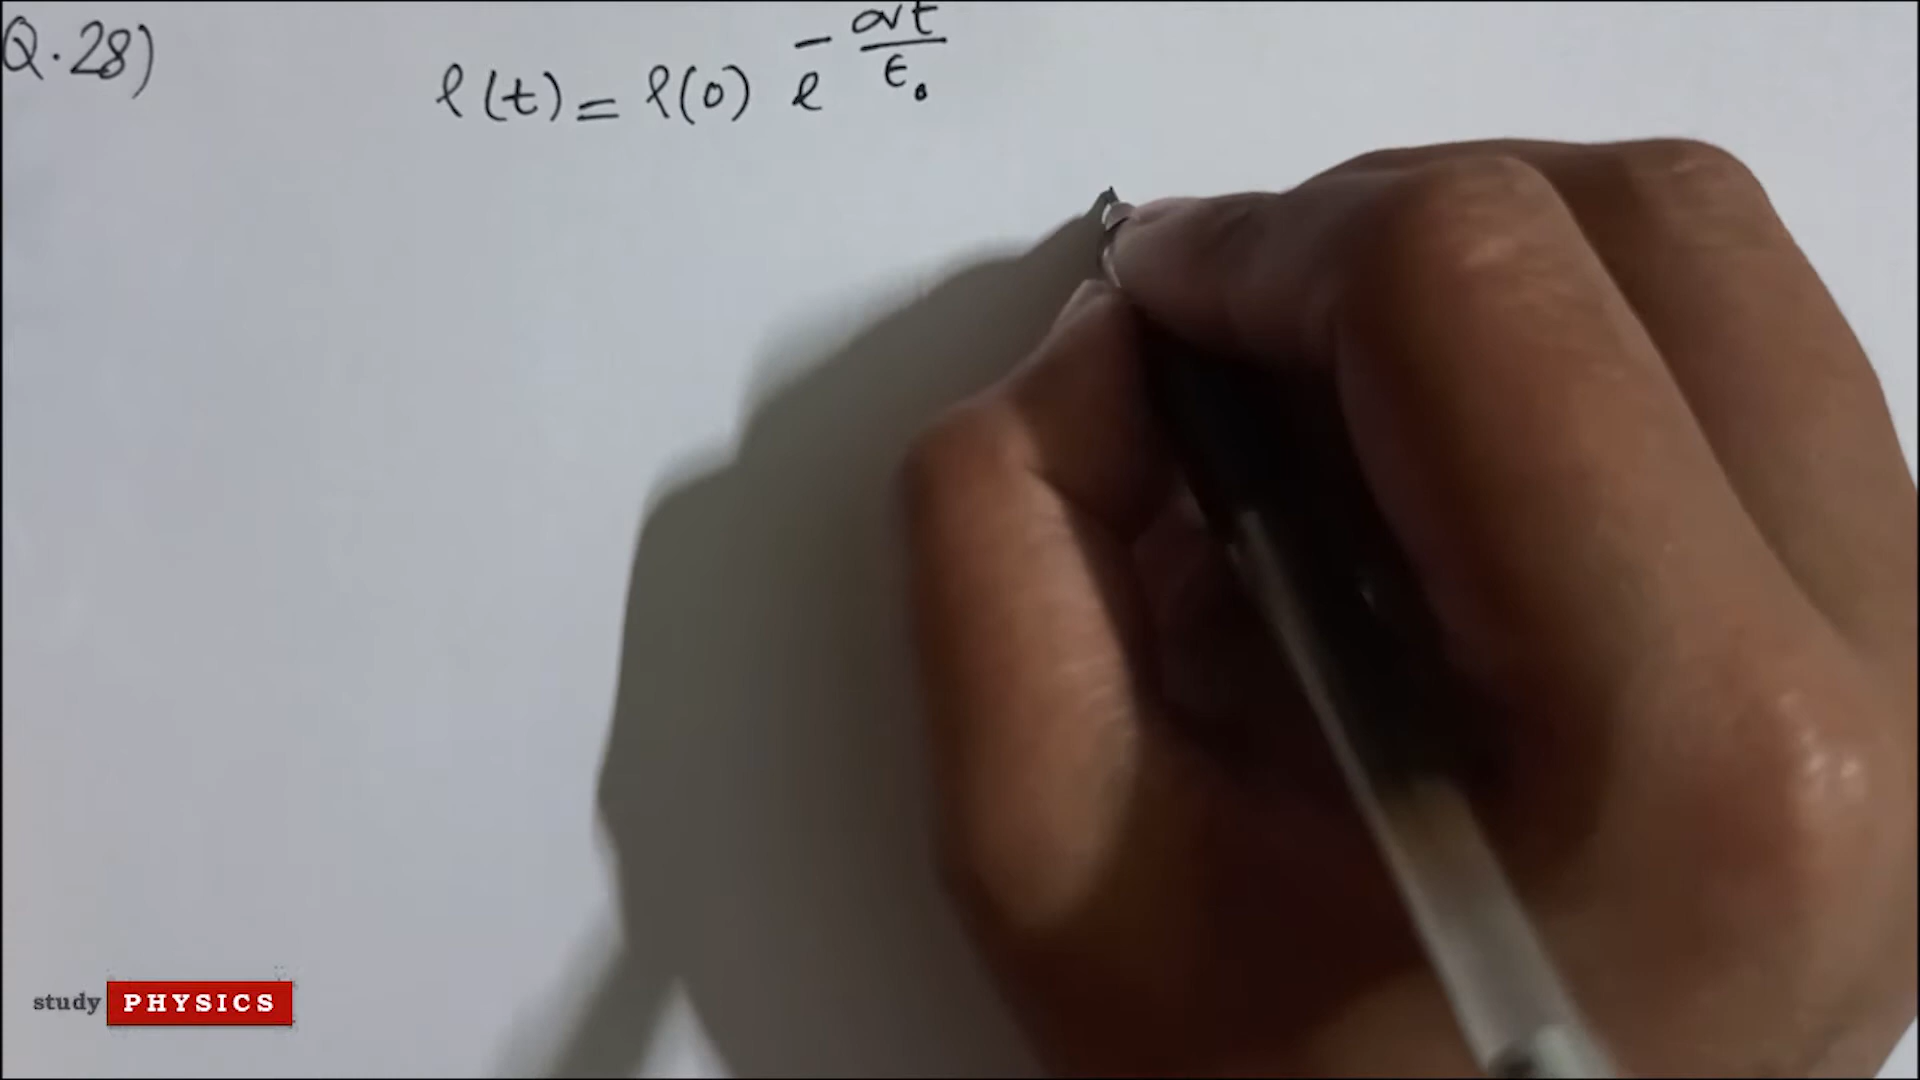 Q.28)
ρ(t) = ρ(0) e^{-σt/ε₀}
study PHYSICS